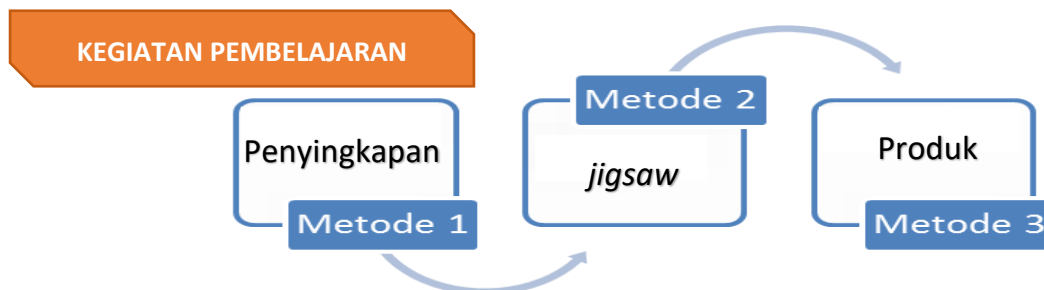 KEGIATAN PEMBELAJARAN
Penyingkapan
Metode 1
Metode 2
jigsaw
Produk
Metode 3